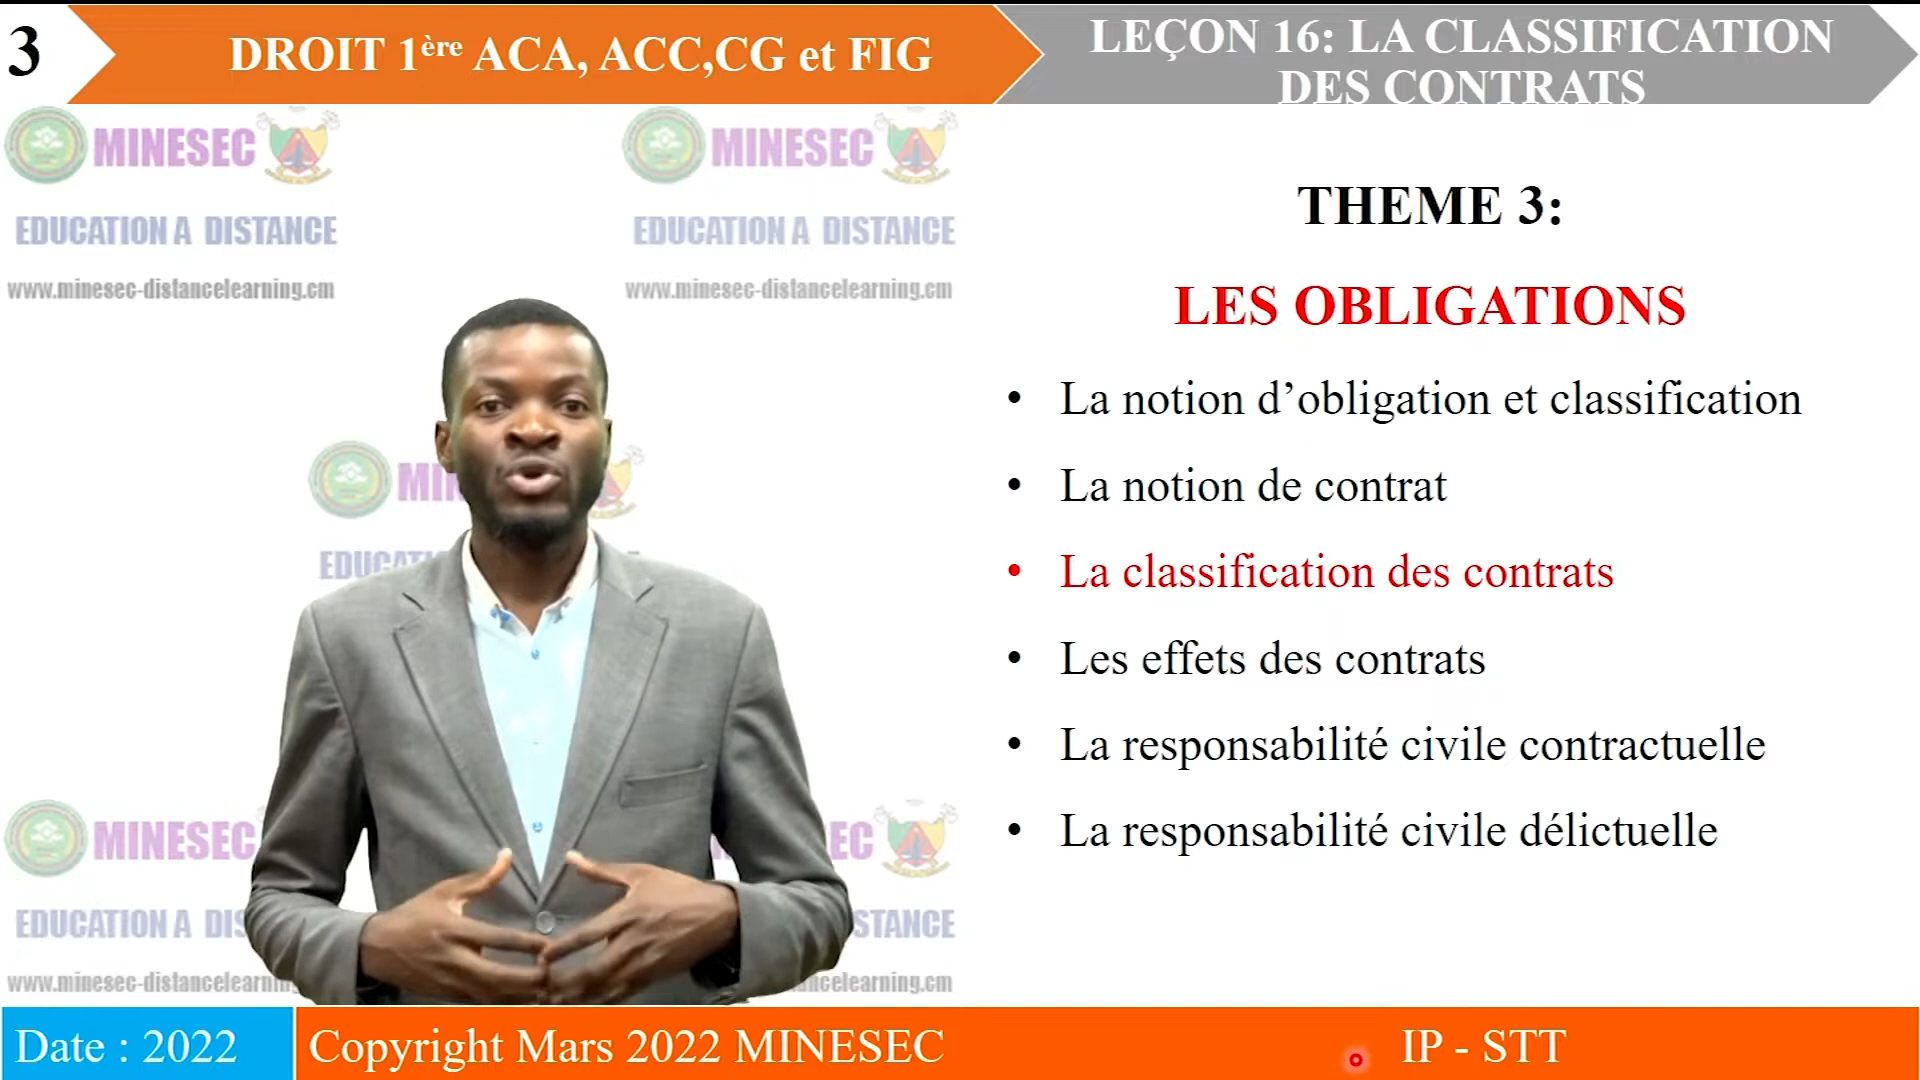 3
DROIT 1ère ACA, ACC,CG et FIG
LEÇON 16: LA CLASSIFICATION
DES CONTRATS
MINESEC
MINESEC
EDUCATION A DISTANCE
EDUCATION A DISTANCE
www.minesec-distancelearning.cm
www.minesec-distancelearning.cm
THEME 3:
LES OBLIGATIONS
• La notion d’obligation et classification
• La notion de contrat
• La classification des contrats
• Les effets des contrats
• La responsabilité civile contractuelle
• La responsabilité civile délictuelle
MINESEC
EDUCATION A DIS
STANCE
Date : 2022
Copyright Mars 2022 MINESEC
IP - STT